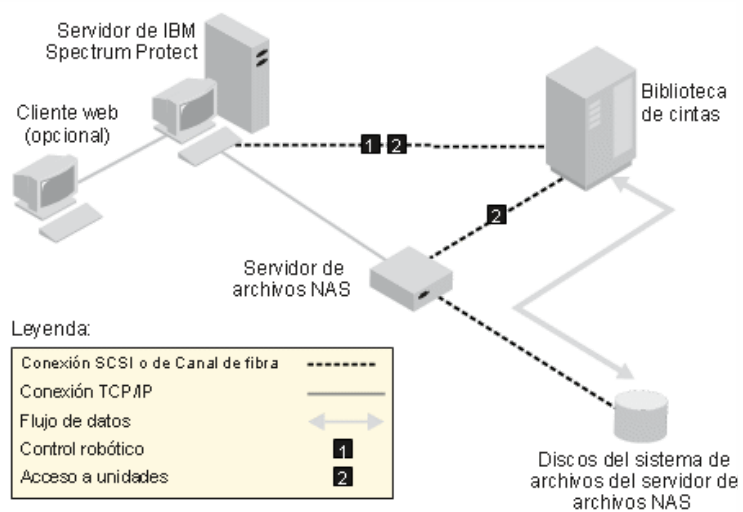 Servidor de IBM
Spectrum Protect
Cliente web
(opcional)
Biblioteca
de cintas
1 2
2
Servidor de
archivos NAS
Leyenda:
Conexión SCSI o de Canal de fibra
Conexión TCP/IP
Flujo de datos
Control robótico 1
Acceso a unidades 2
Discos del sistema de
archivos del servidor de
archivos NAS